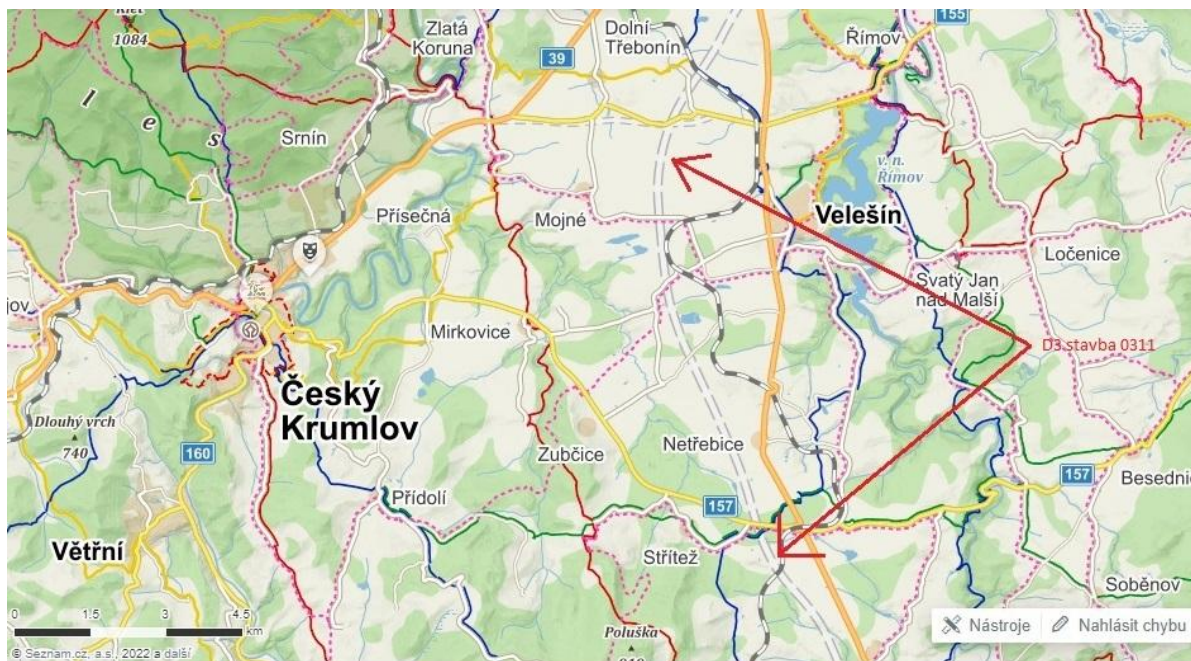 Kleť
1084
Zlatá
Koruna
39
Dolní
Třebonín
155
Římov
l
e
s
Srnín
v. n.
Římov
Přísečná
Mojné
Velešín
Ločenice
Svatý Jan
nad Malší
Mirkovice
D3 stavba 0311
Český
Krumlov
Dlouhý vrch
740
160
Zubčice
Netřebice
157
157
Besednic
Přídolí
Větřní
Střítež
Soběnov
0 1.5 3 4.5
km
Poluška
Nástroje
Nahlásit chybu
© Seznam.cz, a.s., 2022 a další